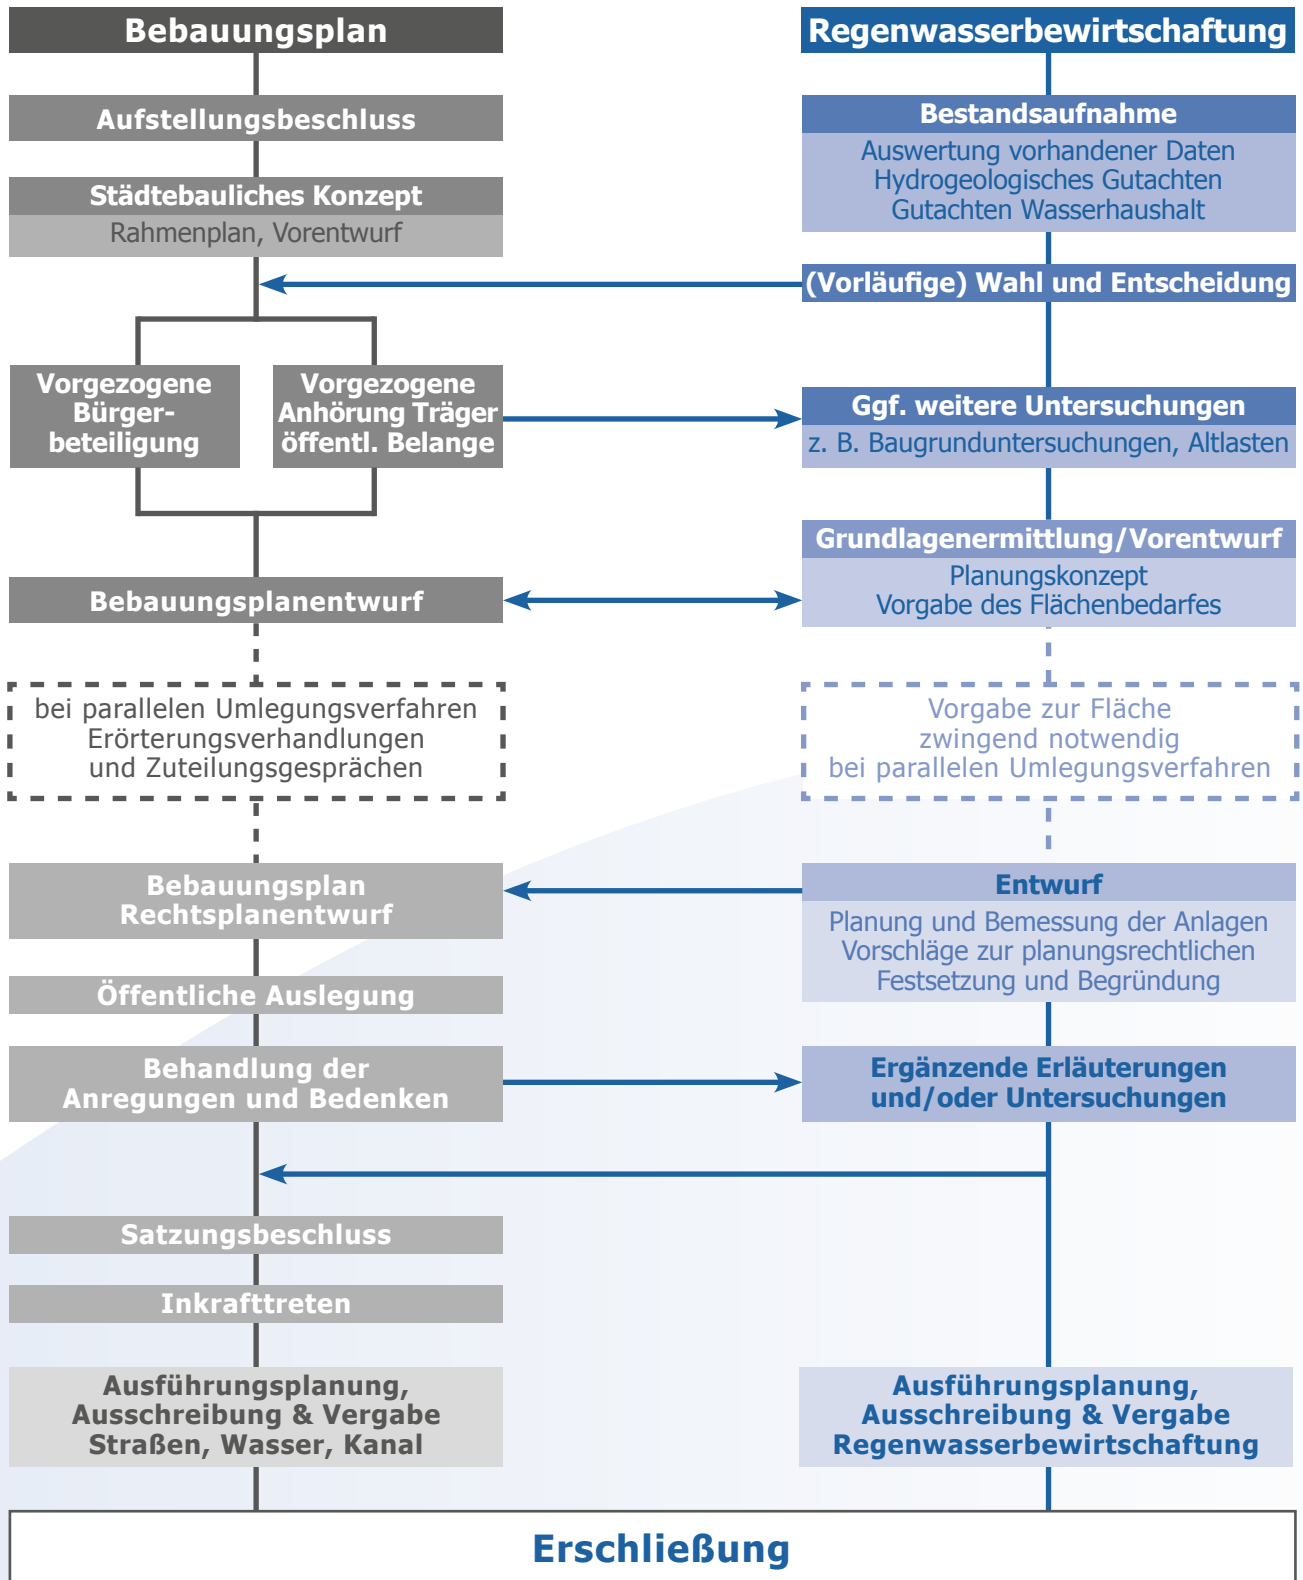 Bebauungsplan
Aufstellungsbeschluss
Städtebauliches Konzept
Rahmenplan, Vorentwurf
Vorgezogene
Bürger-
beteiligung
Vorgezogene
Anhörung Träger
öffentl. Belange
Bebauungsplanentwurf
bei parallelen Umlegungsverfahren
Erörterungsverhandlungen
und Zuteilungsgesprächen
Bebauungsplan
Rechtsplanentwurf
Öffentliche Auslegung
Behandlung der
Anregungen und Bedenken
Satzungsbeschluss
Inkrafttreten
Ausführungsplanung,
Ausschreibung & Vergabe
Straßen, Wasser, Kanal
Regenwasserbewirtschaftung
Bestandsaufnahme
Auswertung vorhandener Daten
Hydrogeologisches Gutachten
Gutachten Wasserhaushalt
(Vorläufige) Wahl und Entscheidung
Ggf. weitere Untersuchungen
z. B. Baugrunduntersuchungen, Altlasten
Grundlagenermittlung/Vorentwurf
Planungskonzept
Vorgabe des Flächenbedarfes
Vorgabe zur Fläche
zwingend notwendig
bei parallelen Umlegungsverfahren
Entwurf
Planung und Bemessung der Anlagen
Vorschläge zur planungsrechtlichen
Festsetzung und Begründung
Ergänzende Erläuterungen
und/oder Untersuchungen
Ausführungsplanung,
Ausschreibung & Vergabe
Regenwasserbewirtschaftung
Erschließung